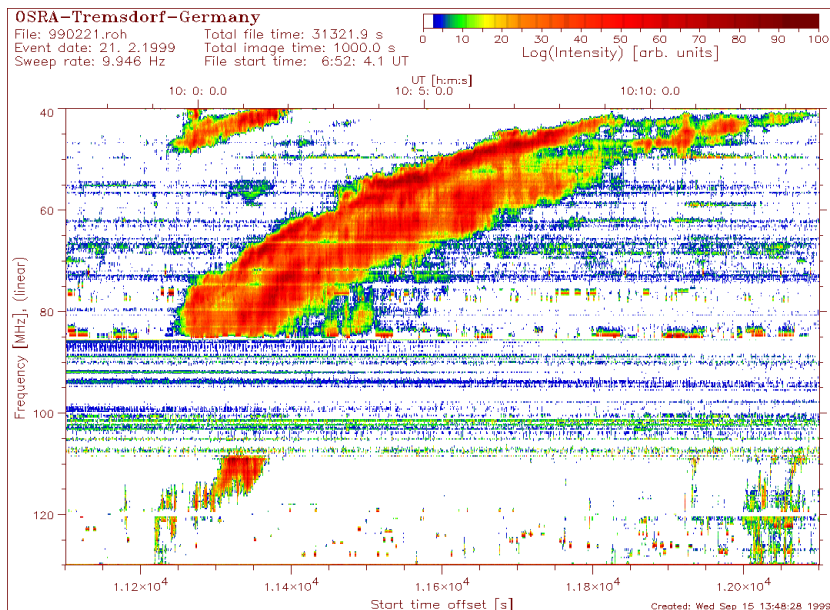 OSRA-Tremsdorf-Germany
File: 990221.roh Total file time: 31321.9 s
Event date: 21. 2.1999 Total image time: 1000.0 s
Sweep rate: 9.946 Hz File start time: 6:52: 4.1 UT
0 10 20 30 40 50 60 70 80 90 100
Log(Intensity) [arb. units]
UT [h:m:s]
10: 0: 0.0 10: 5: 0.0 0:10: 0.0
40
60
80
100
120
Frequency [MHz], (linear)
1.12×10⁴ 1.14×10⁴ 1.16×10⁴ 1.18×10⁴ 1.20×10⁴
Start time offset [s]
Created: Wed Sep 15 13:48:28 1999